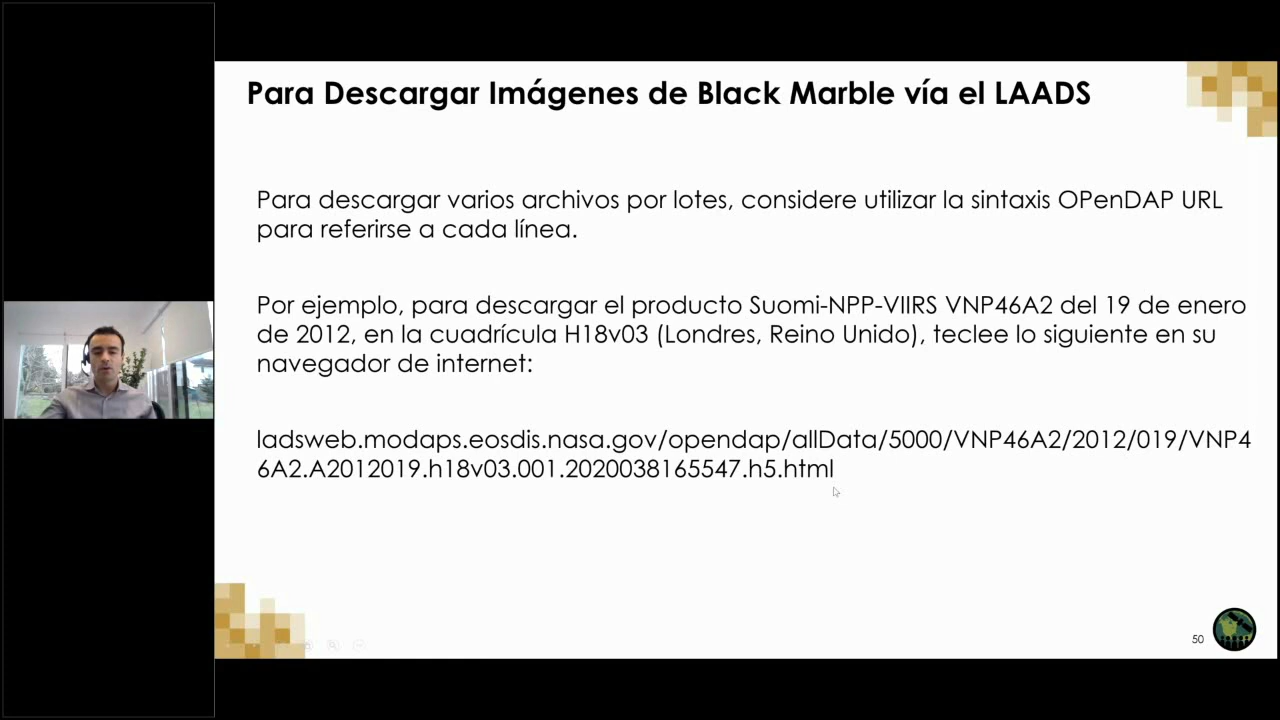 Para Descargar Imágenes de Black Marble vía el LAADS
Para descargar varios archivos por lotes, considere utilizar la sintaxis OPenDAP URL
para referirse a cada línea.
Por ejemplo, para descargar el producto Suomi-NPP-VIIRS VNP46A2 del 19 de enero
de 2012, en la cuadrícula H18v03 (Londres, Reino Unido), teclee lo siguiente en su
navegador de internet:
ladsweb.modaps.eosdis.nasa.gov/opendap/allData/5000/VNP46A2/2012/019/VNP4
6A2.A2012019.h18v03.001.2020038165547.h5.html
50